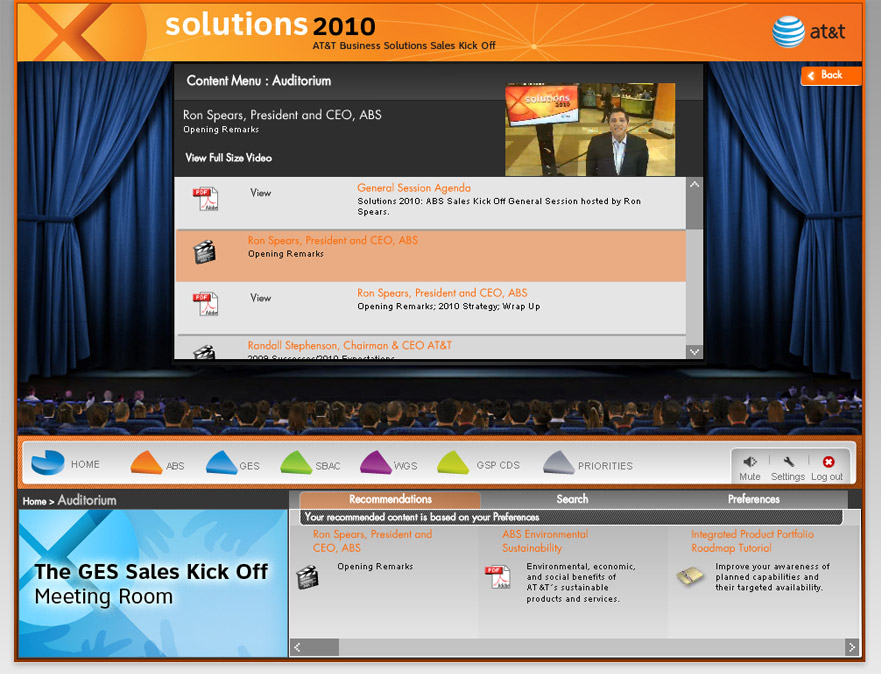 solutions 2010
AT&T Business Solutions Sales Kick Off
at&t
Back
Content Menu : Auditorium
Ron Spears, President and CEO, ABS
Opening Remarks
View Full Size Video
solutions
2010
PDF
Adobe
View
General Session Agenda
Solutions 2010: ABS Sales Kick Off General Session hosted by Ron
Spears.
Ron Spears, President and CEO, ABS
Opening Remarks
PDF
Adobe
View
Ron Spears, President and CEO, ABS
Opening Remarks; 2010 Strategy; Wrap Up
Randall Stephenson, Chairman & CEO AT&T
2009 Successes/2010 Expectations
HOME
ABS
GES
SBAC
WGS
GSP CDS
PRIORITIES
Mute
Settings
Log out
Home > Auditorium
Recommendations
Search
Preferences
Your recommended content is based on your Preferences
The GES Sales Kick Off
Meeting Room
Ron Spears, President and
CEO, ABS
Opening Remarks
ABS Environmental
Sustainability
PDF
Adobe
Environmental, economic,
and social benefits of
AT&T's sustainable
products and services.
Integrated Product Portfolio
Roadmap Tutorial
Improve your awareness of
planned capabilities and
their targeted availability.